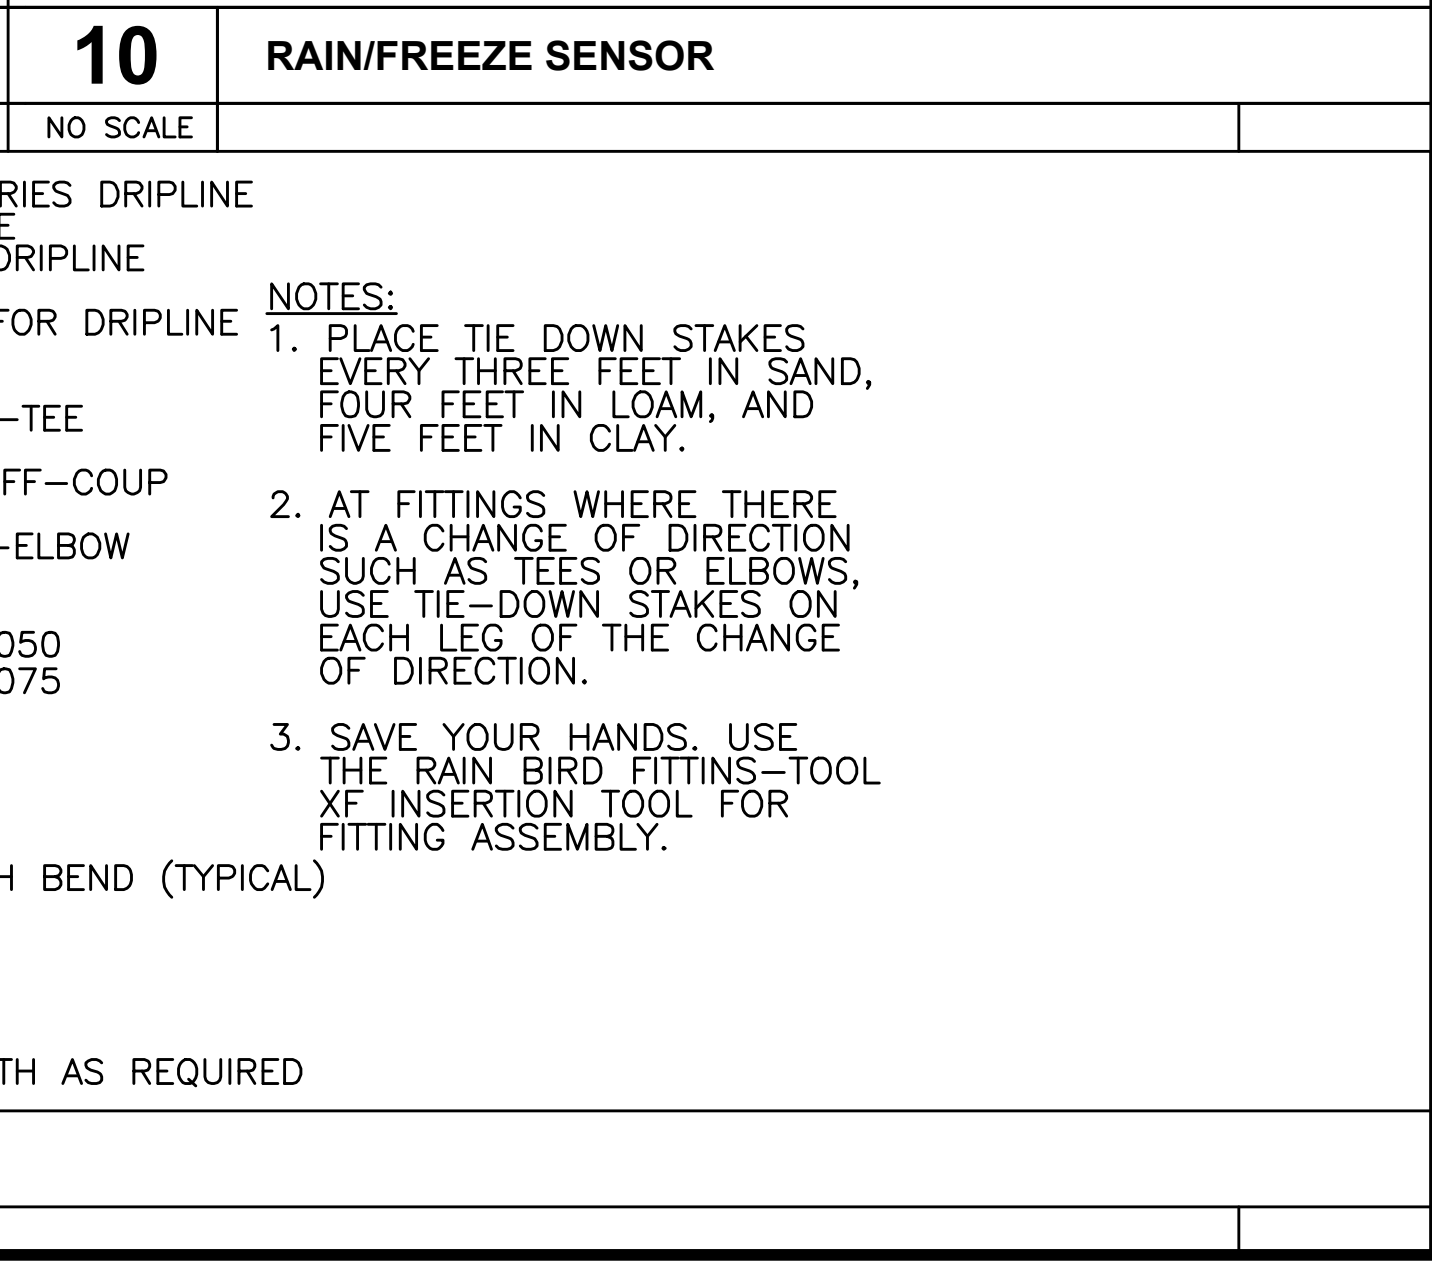 10
RAIN/FREEZE SENSOR
NO SCALE
RIES DRIPLINE
E
DRIPLINE
FOR DRIPLINE
-TEE
FF-COUP
-ELBOW
050
075
H BEND (TYPICAL)
TH AS REQUIRED
NOTES:
1. PLACE TIE DOWN STAKES
EVERY THREE FEET IN SAND,
FOUR FEET IN LOAM, AND
FIVE FEET IN CLAY.
2. AT FITTINGS WHERE THERE
IS A CHANGE OF DIRECTION
SUCH AS TEES OR ELBOWS,
USE TIE-DOWN STAKES ON
EACH LEG OF THE CHANGE
OF DIRECTION.
3. SAVE YOUR HANDS. USE
THE RAIN BIRD FITTINS-TOOL
XF INSERTION TOOL FOR
FITTING ASSEMBLY.